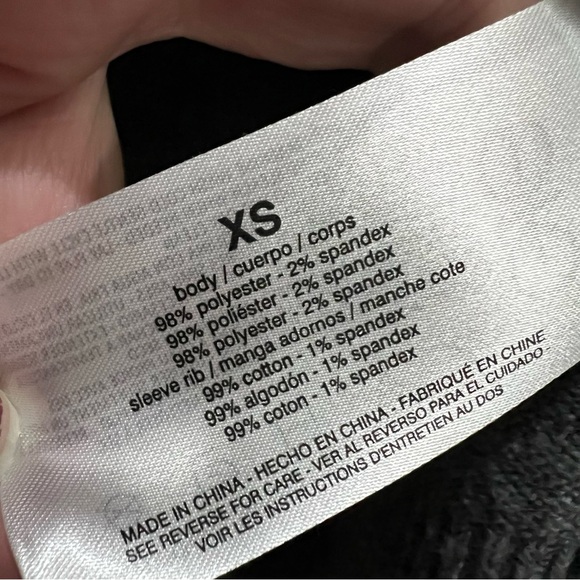 XS
body / cuerpo / corps
98% polyester - 2% spandex
98% poliéster - 2% spandex
98% polyester - 2% spandex
sleeve rib / manga adornos / manche cote
99% cotton - 1% spandex
99% algodón - 1% spandex
99% coton - 1% spandex
MADE IN CHINA - HECHO EN CHINA - FABRIQUÉ EN CHINE
SEE REVERSE FOR CARE - VER AL REVERSO PARA EL CUIDADO -
VOIR LES INSTRUCTIONS D'ENTRETIEN AU DOS